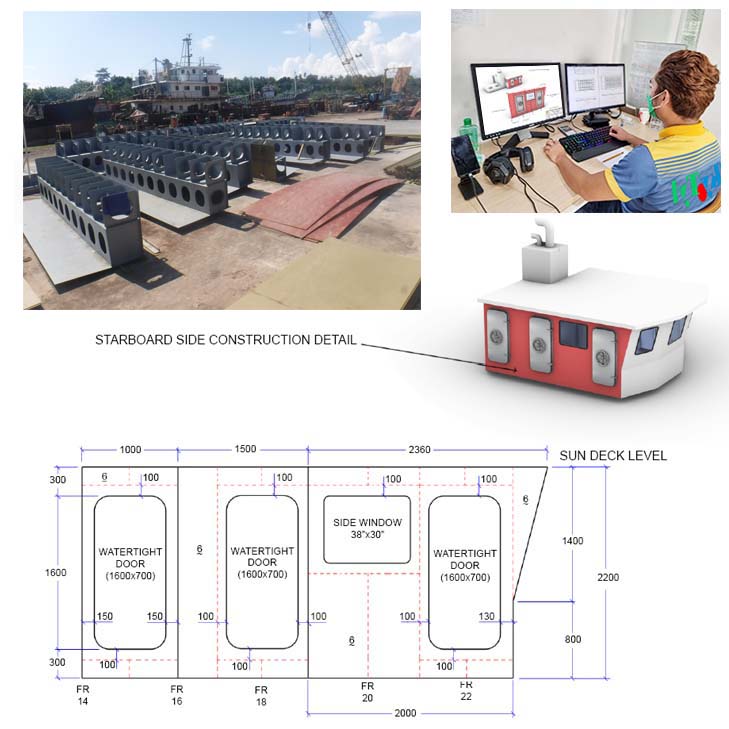 STARBOARD SIDE CONSTRUCTION DETAIL
1000
1500
2360
SUN DECK LEVEL
300
6
100
100
100
6
SIDE WINDOW
38"x30"
WATERTIGHT
DOOR
(1600x700)
6
WATERTIGHT
DOOR
(1600x700)
WATERTIGHT
DOOR
(1600x700)
1400
1600
2200
150
150
100
100
100
130
6
800
300
100
100
100
FR
14
FR
16
FR
18
FR
20
FR
22
2000